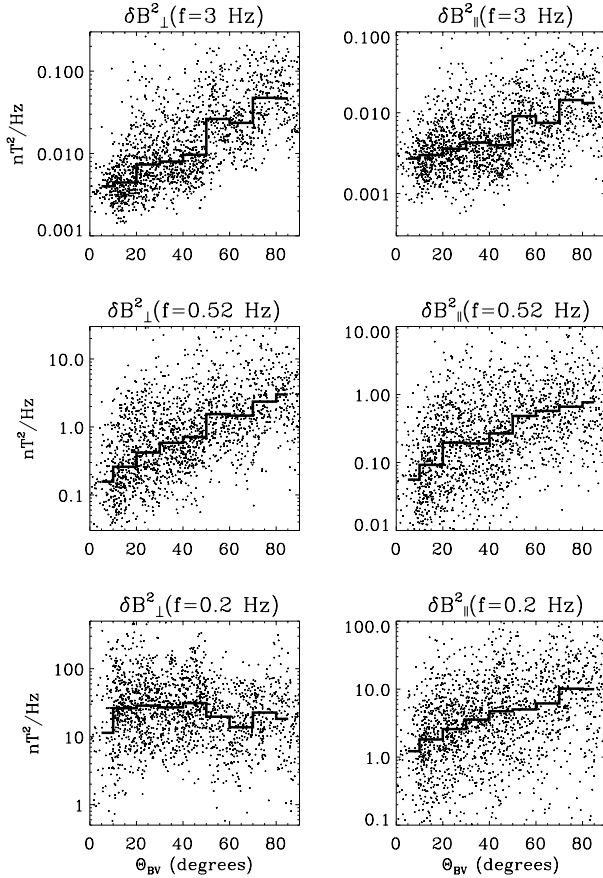 δB²⊥(f=3 Hz)
nT²/Hz
0.100
0.010
0.001
0 20 40 60 80
δB²∥(f=3 Hz)
0.100
0.010
0.001
0 20 40 60 80
δB²⊥(f=0.52 Hz)
nT²/Hz
10.0
1.0
0.1
0 20 40 60 80
δB²∥(f=0.52 Hz)
10.00
1.00
0.10
0.01
0 20 40 60 80
δB²⊥(f=0.2 Hz)
nT²/Hz
100
10
1
0 20 40 60 80
Θ_BV (degrees)
δB²∥(f=0.2 Hz)
100.0
10.0
1.0
0.1
0 20 40 60 80
Θ_BV (degrees)